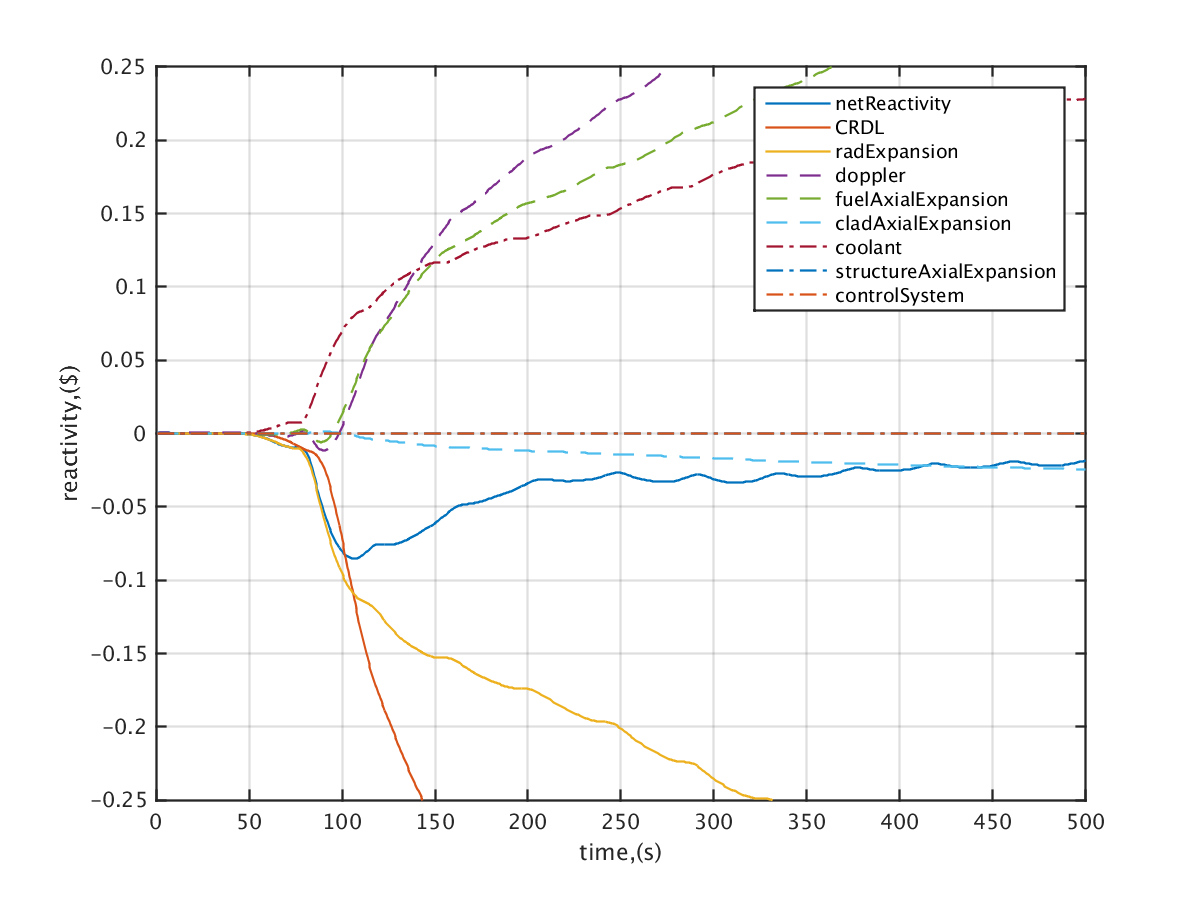 0.25
0.2
0.15
0.1
0.05
0
-0.05
-0.1
-0.15
-0.2
-0.25
reactivity,($)
netReactivity
CRDL
radExpansion
doppler
fuelAxialExpansion
cladAxialExpansion
coolant
structureAxialExpansion
controlSystem
0 50 100 150 200 250 300 350 400 450 500
time,(s)